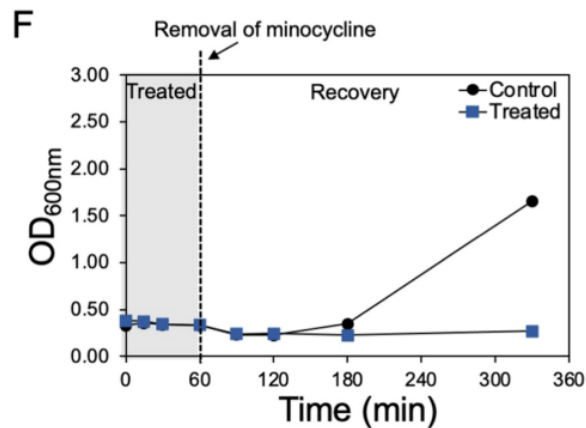 F
Removal of minocycline
3.00
Treated
Recovery
Control
Treated
2.50
2.00
1.50
1.00
0.50
0.00
OD600nm
0 60 120 180 240 300 360
Time (min)